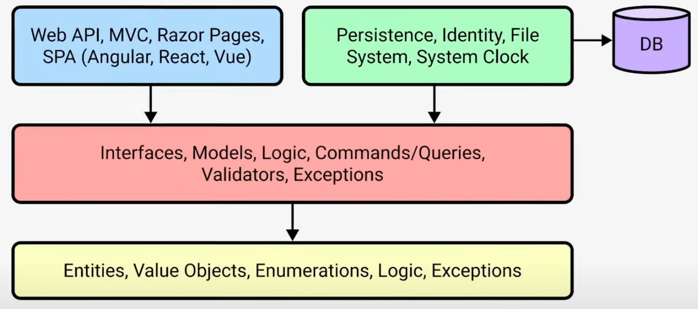 Web API, MVC, Razor Pages,
SPA (Angular, React, Vue)
Persistence, Identity, File
System, System Clock
DB
Interfaces, Models, Logic, Commands/Queries,
Validators, Exceptions
Entities, Value Objects, Enumerations, Logic, Exceptions